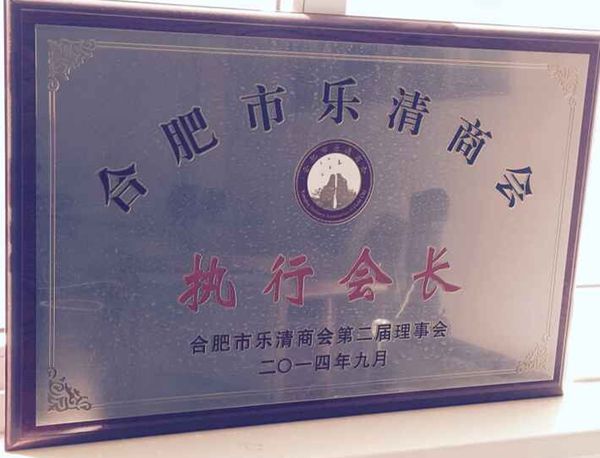 合肥市乐清商会
执行会长
合肥市乐清商会第二届理事会
二〇一四年九月